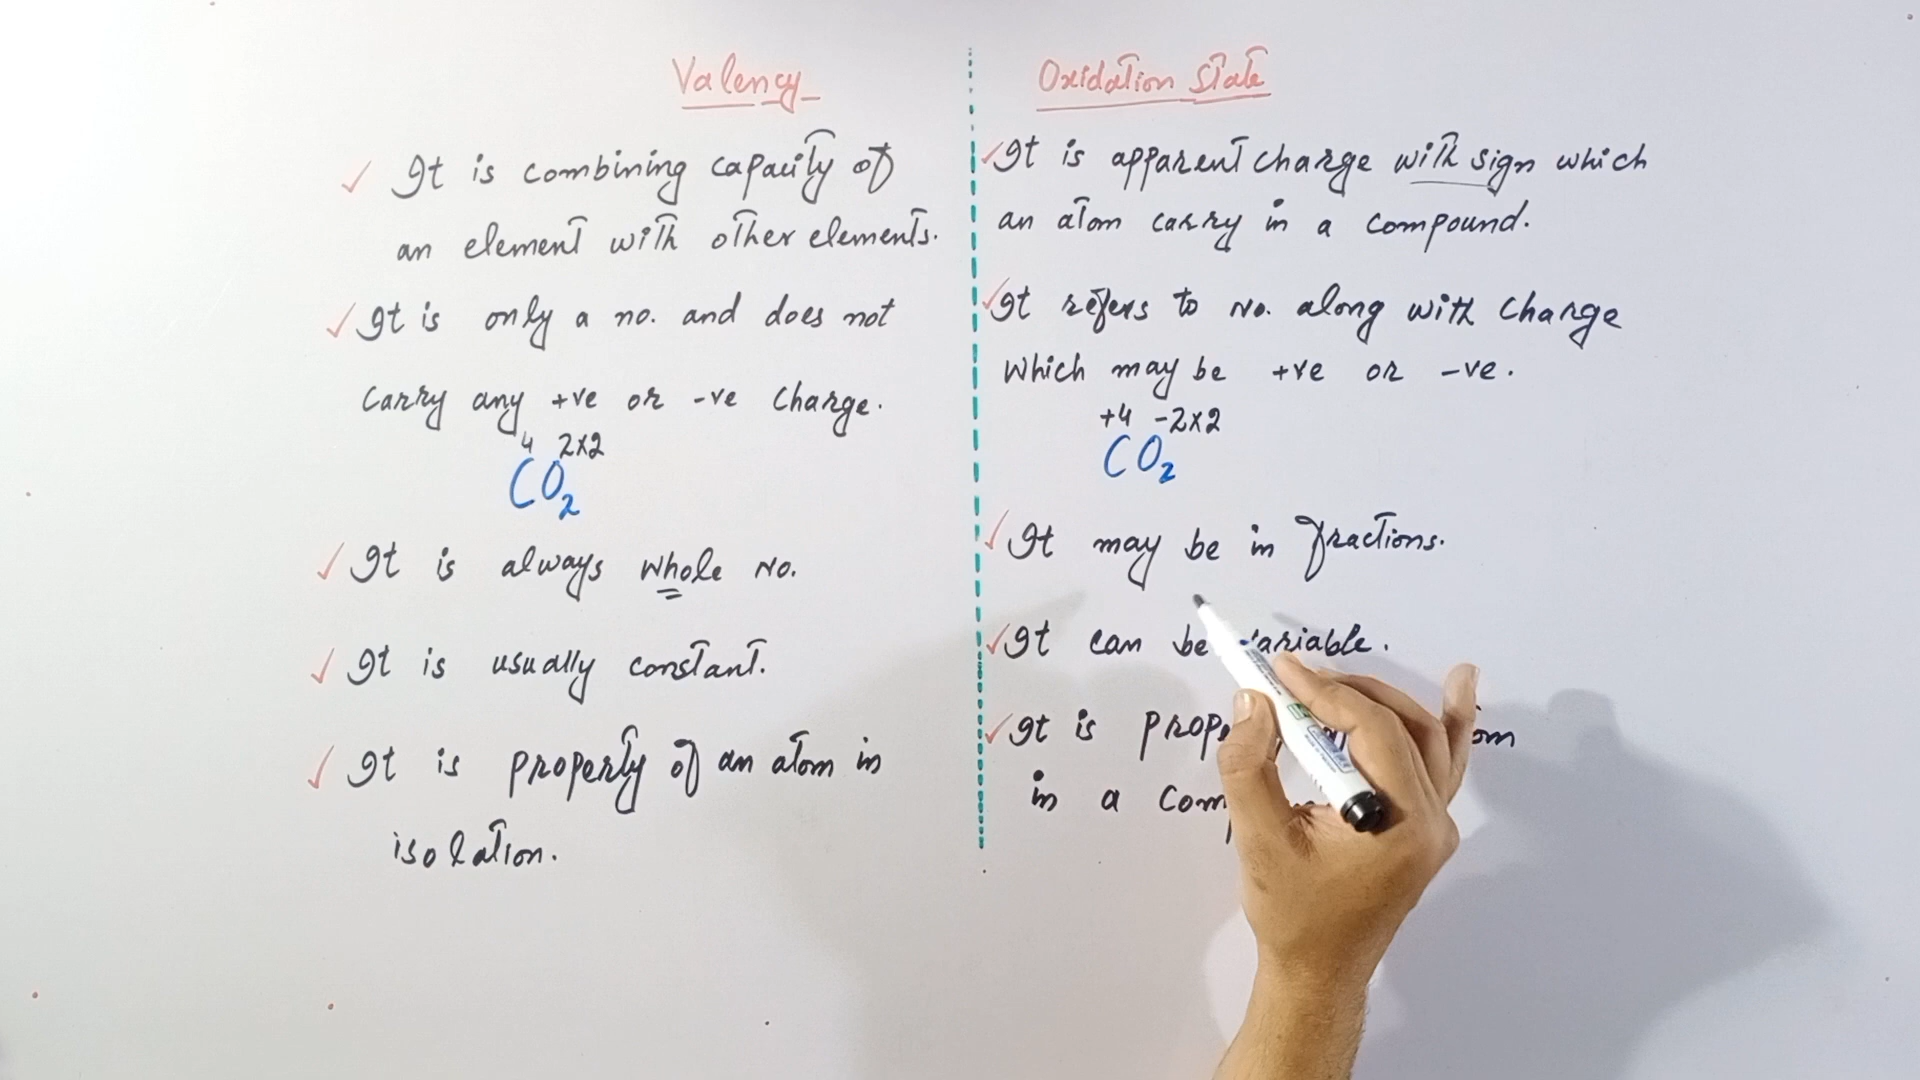 Valency
It is combining capacity of
an element with other elements.
It is only a no. and does not
carry any +ve or -ve charge.
4 2x2
CO2
It is always whole No.
It is usually constant.
It is property of an atom in
isolation.
Oxidation State
It is apparent charge with sign which
an atom carry in a compound.
It refers to No. along with charge
which may be +ve or -ve.
+4 -2x2
CO2
It may be in fractions.
It can be variable.
It is
in a